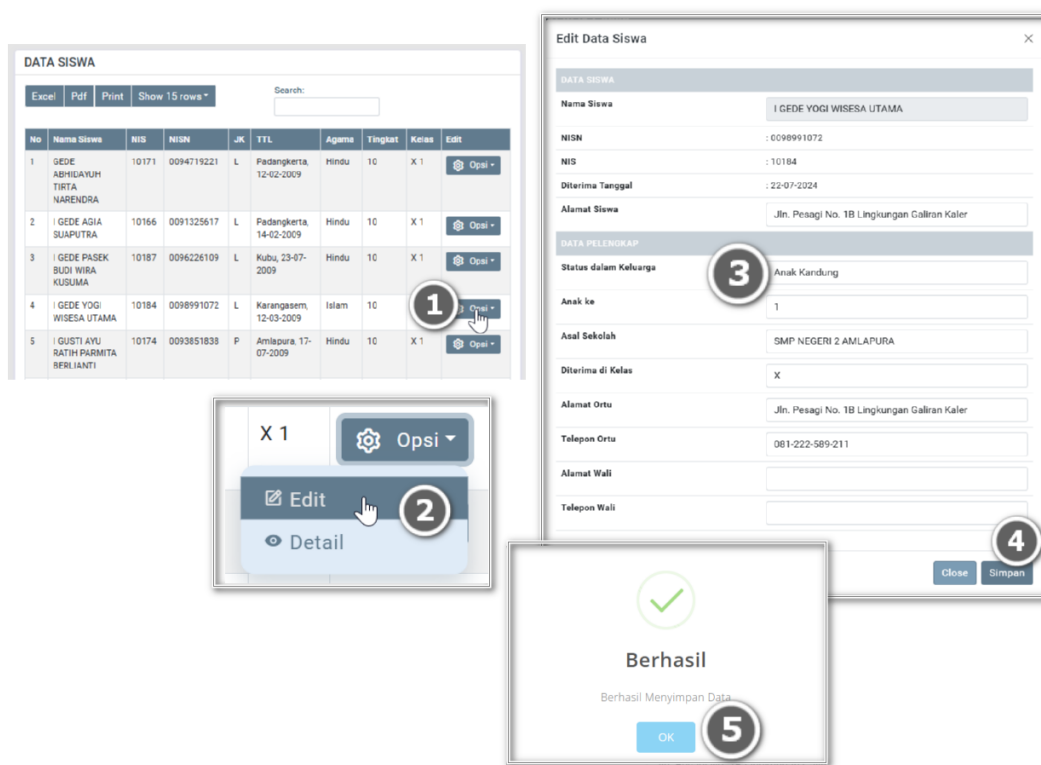 DATA SISWA
Excel Pdf Print Show 15 rows
Search:
No Nama Siswa NIS NISN JK TTL Agama Tingkat Kelas Edit
1 GEDE ABHIDAYUH TIRTA NARENDRA 10171 0094719221 L Padangkerta, 12-02-2009 Hindu 10 X 1 Opsi
2 I GEDE AGIA SUAPUTRA 10166 0091325617 L Padangkerta, 14-02-2009 Hindu 10 X 1 Opsi
3 I GEDE PASEK BUDI WIRA KUSUMA 10187 0096226109 L Kubu, 23-07-2009 Hindu 10 X 1 Opsi
4 I GEDE YOGI WISESA UTAMA 10184 0098991072 L Karangasem, 12-03-2009 Islam 10 1 Opsi
5 I GUSTI AYU RATIH PARMITA BERLIANTI 10174 0093851838 P Amlapura, 17-07-2009 Hindu 10 X 1 Opsi
X 1 Opsi
Edit 2
Detail
Edit Data Siswa ×
DATA SISWA
Nama Siswa I GEDE YOGI WISESA UTAMA
NISN : 0098991072
NIS : 10184
Diterima Tanggal : 22-07-2024
Alamat Siswa Jln. Pesagi No. 1B Lingkungan Galiran Kaler
DATA PELENGKAP
Status dalam Keluarga 3 Anak Kandung
Anak ke 1
Asal Sekolah SMP NEGERI 2 AMLAPURA
Diterima di Kelas X
Alamat Ortu Jln. Pesagi No. 1B Lingkungan Galiran Kaler
Telepon Ortu 081-222-589-211
Alamat Wali
Telepon Wali
4
Close Simpan
Berhasil
Berhasil Menyimpan Data
OK 5